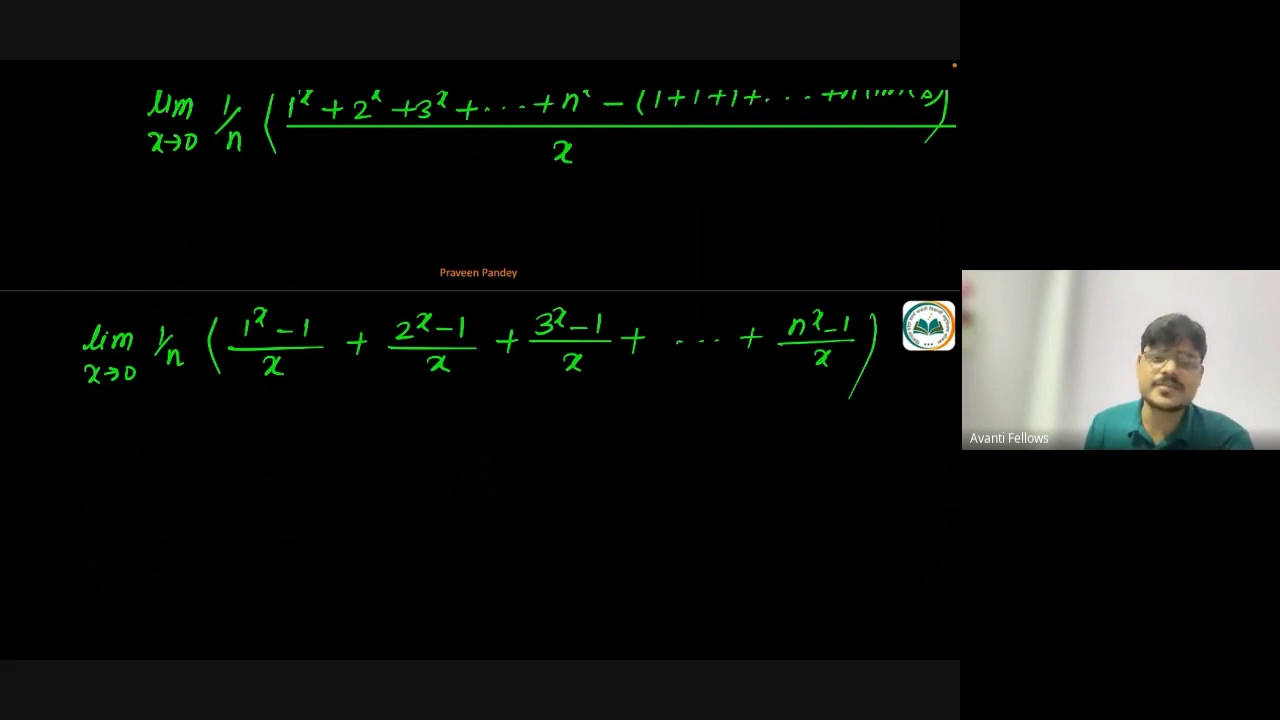 lim x→0 1/n ( (1^x + 2^x + 3^x + ... + n^x - (1+1+1+...+ )) / x )
Praveen Pandey
lim x→0 1/n ( (1^x - 1)/x + (2^x - 1)/x + (3^x - 1)/x + ... + (n^x - 1)/x )
Avanti Fellows